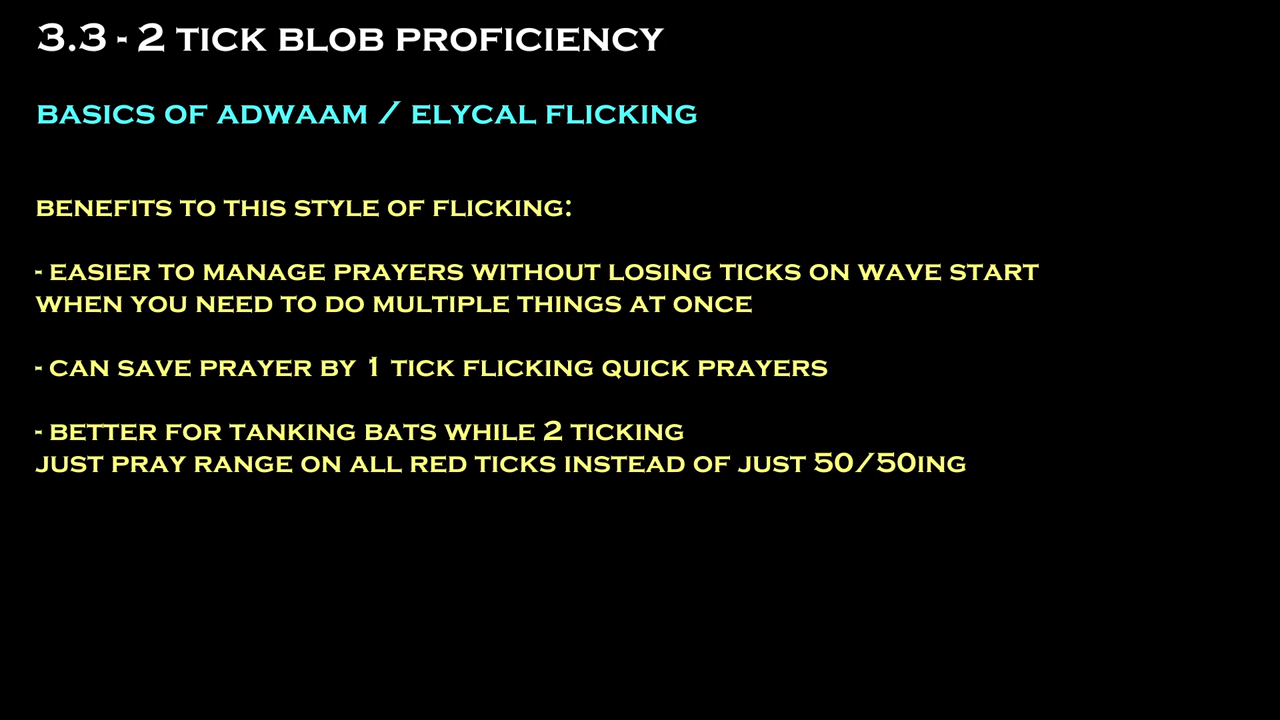 3.3 - 2 TICK BLOB PROFICIENCY
BASICS OF ADWAAM / ELYCAL FLICKING
BENEFITS TO THIS STYLE OF FLICKING:
- EASIER TO MANAGE PRAYERS WITHOUT LOSING TICKS ON WAVE START
WHEN YOU NEED TO DO MULTIPLE THINGS AT ONCE
- CAN SAVE PRAYER BY 1 TICK FLICKING QUICK PRAYERS
- BETTER FOR TANKING BATS WHILE 2 TICKING
JUST PRAY RANGE ON ALL RED TICKS INSTEAD OF JUST 50/50ING